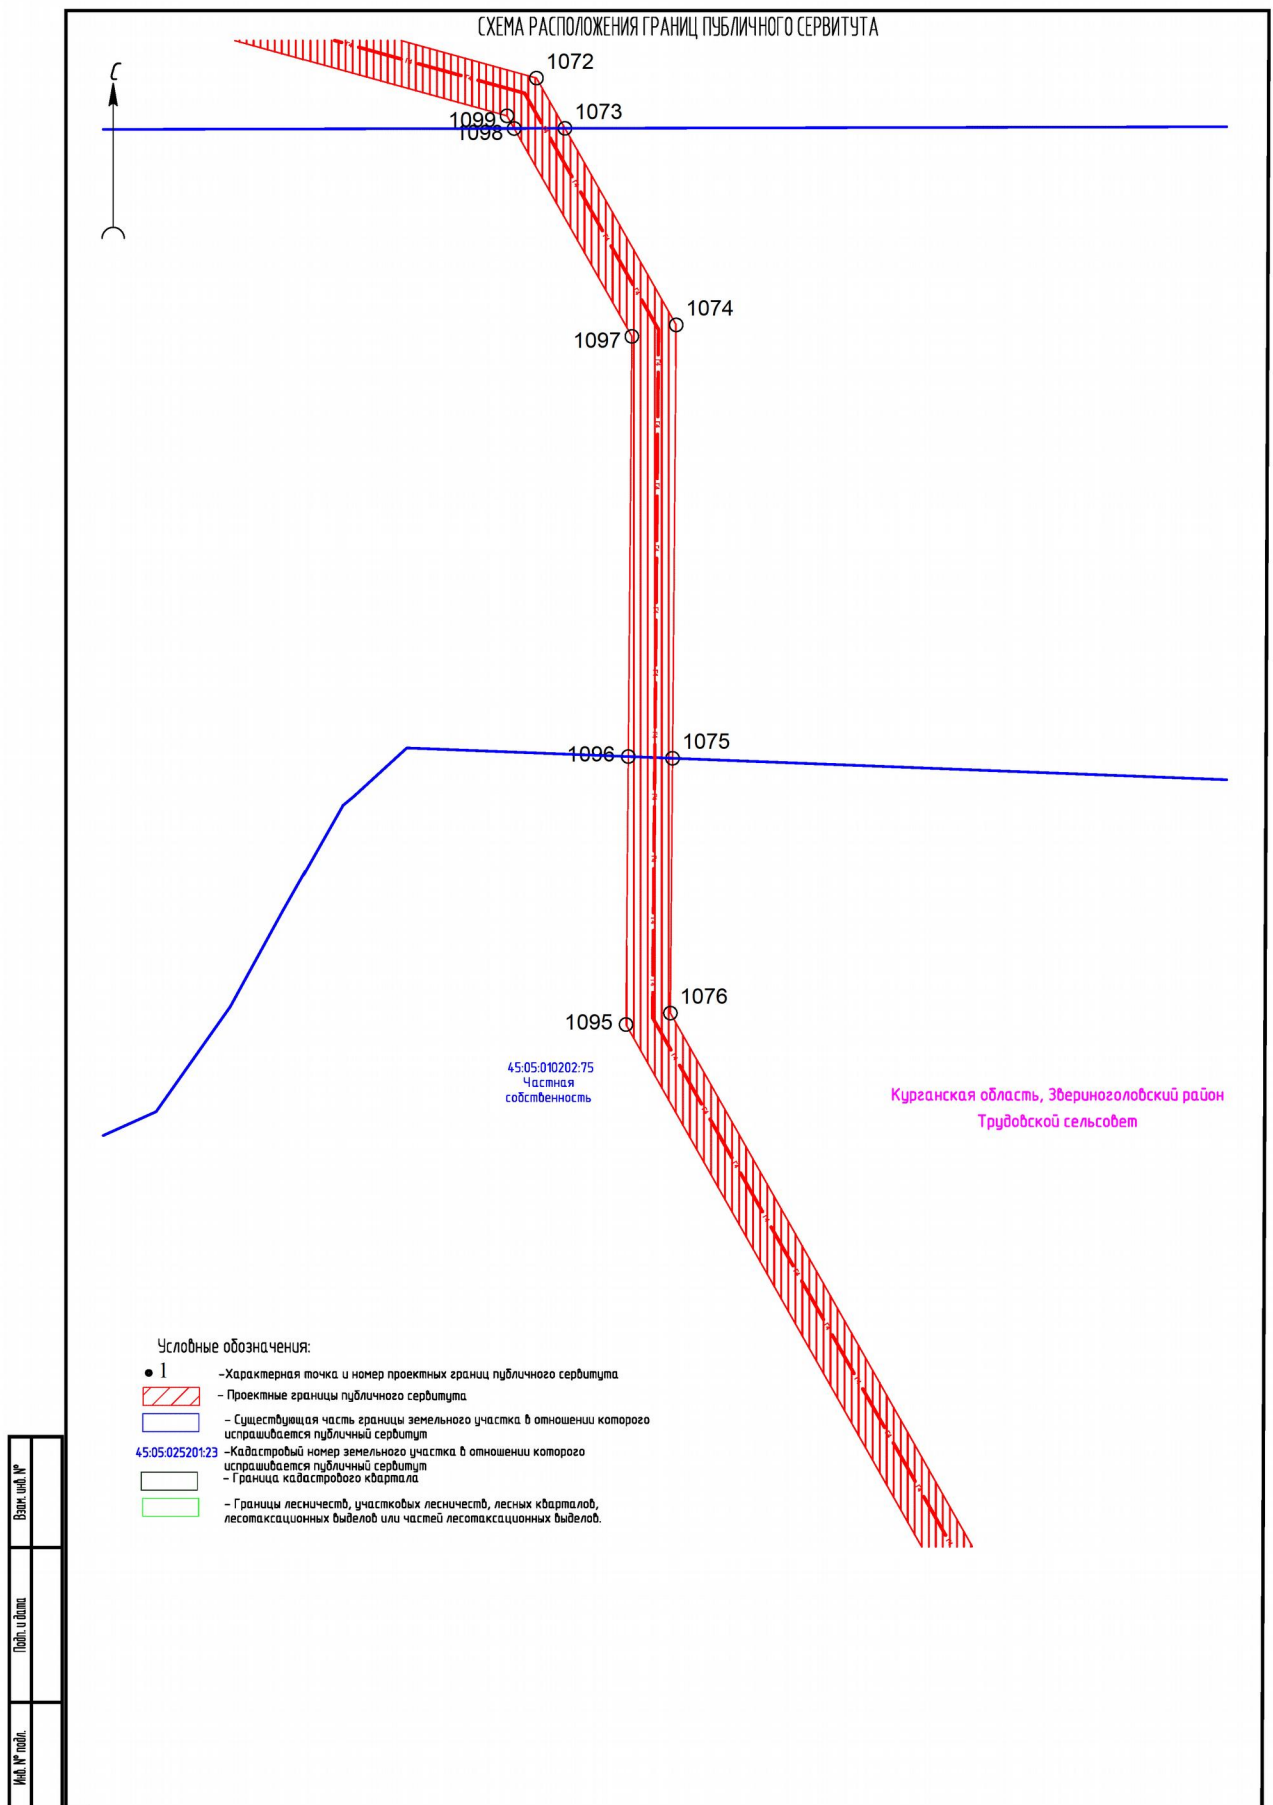 СХЕМА РАСПОЛОЖЕНИЯ ГРАНИЦ ПУБЛИЧНОГО СЕРВИТУТА
С
1072
1099
1073
1098
1074
1097
1075
1096
1076
1095
45:05:010202:75
Частная
собственность
Курганская область, Звериноголовский район
Трудовской сельсовет
Условные обозначения:
1 -Характерная точка и номер проектных границ публичного сервитута
- Проектные границы публичного сервитута
- Существующая часть границы земельного участка в отношении которого
испрашивается публичный сервитут
45:05:025201:23 -Кадастровый номер земельного участка в отношении которого
испрашивается публичный сервитут
- Граница кадастрового квартала
- Границы лесничеств, участковых лесничеств, лесных кварталов,
лесотаксационных выделов или частей лесотаксационных выделов.
Взам. инв. №
Подп. и дата
Инв. № подл.